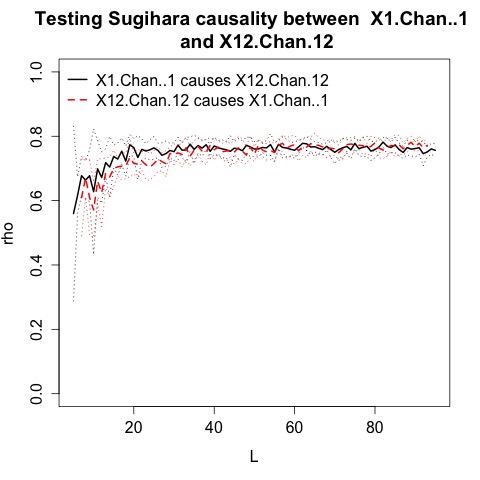 Testing Sugihara causality between  X1.Chan..1
and X12.Chan.12
X1.Chan..1 causes X12.Chan.12
X12.Chan.12 causes X1.Chan..1
1.0
0.8
0.6
0.4
0.2
0.0
rho
20 40 60 80
L